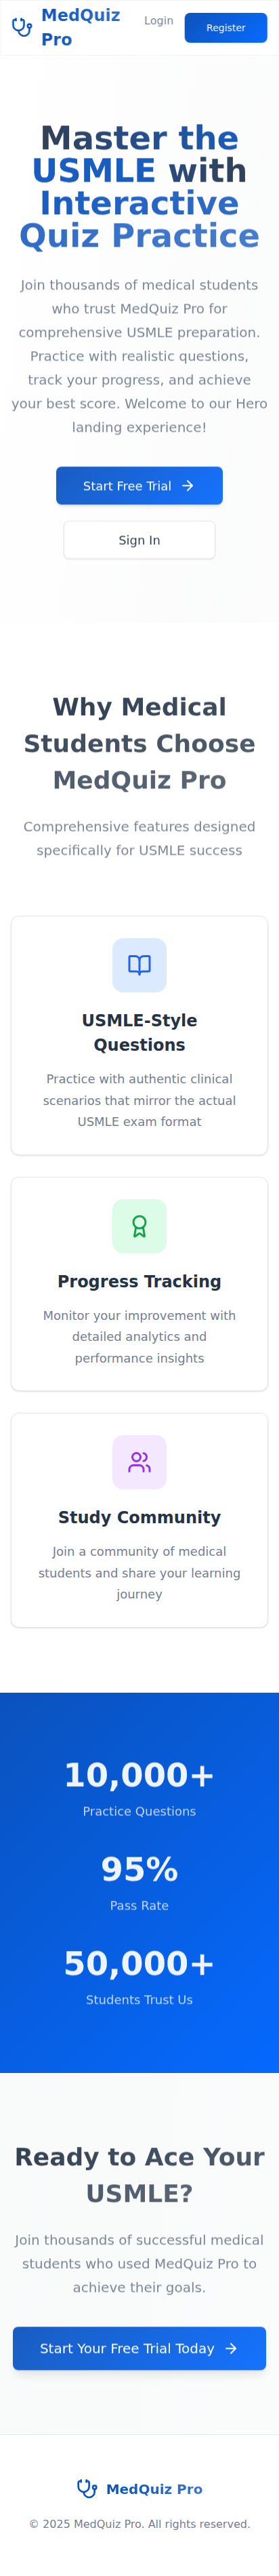 MedQuiz
Pro
Login
Register
Master the
USMLE with
Interactive
Quiz Practice
Join thousands of medical students
who trust MedQuiz Pro for
comprehensive USMLE preparation.
Practice with realistic questions,
track your progress, and achieve
your best score. Welcome to our Hero
landing experience!
Start Free Trial
Sign In
Why Medical
Students Choose
MedQuiz Pro
Comprehensive features designed
specifically for USMLE success
USMLE-Style
Questions
Practice with authentic clinical
scenarios that mirror the actual
USMLE exam format
Progress Tracking
Monitor your improvement with
detailed analytics and
performance insights
Study Community
Join a community of medical
students and share your learning
journey
10,000+
Practice Questions
95%
Pass Rate
50,000+
Students Trust Us
Ready to Ace Your
USMLE?
Join thousands of successful medical
students who used MedQuiz Pro to
achieve their goals.
Start Your Free Trial Today
MedQuiz Pro
© 2025 MedQuiz Pro. All rights reserved.